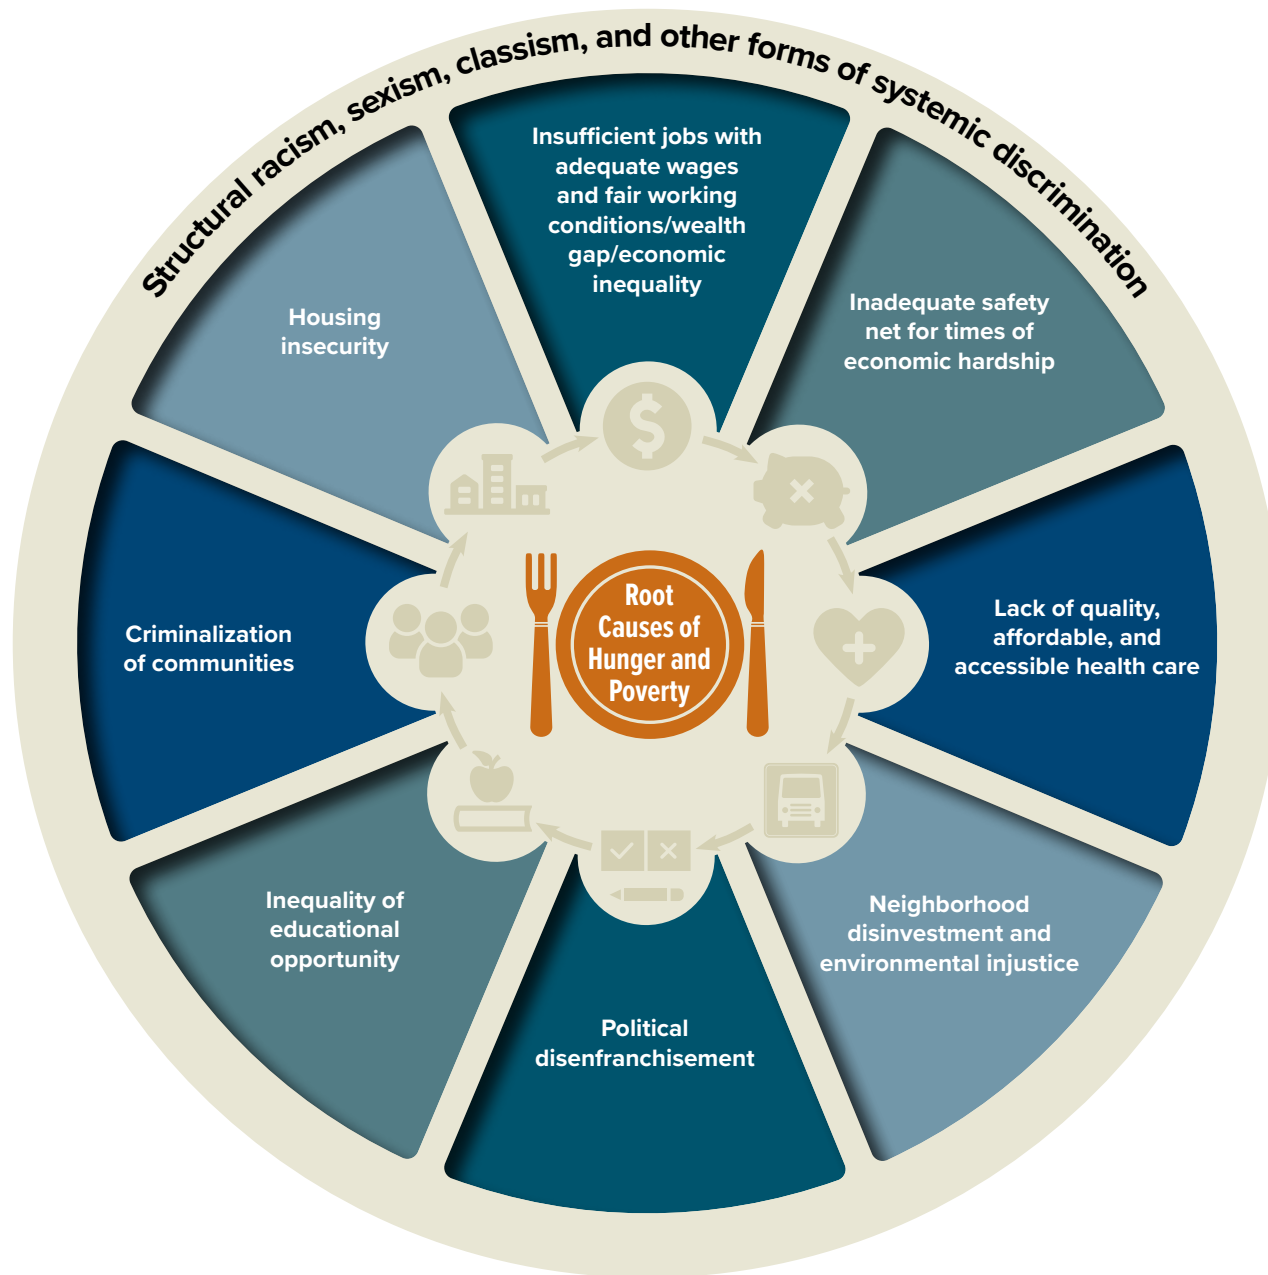 Structural racism, sexism, classism, and other forms of systemic discrimination
Insufficient jobs with
adequate wages
and fair working
conditions/wealth
gap/economic
inequality
Inadequate safety
net for times of
economic hardship
Lack of quality,
affordable, and
accessible health care
Neighborhood
disinvestment and
environmental injustice
Political
disenfranchisement
Inequality of
educational
opportunity
Criminalization
of communities
Housing
insecurity
Root
Causes of
Hunger and
Poverty
$